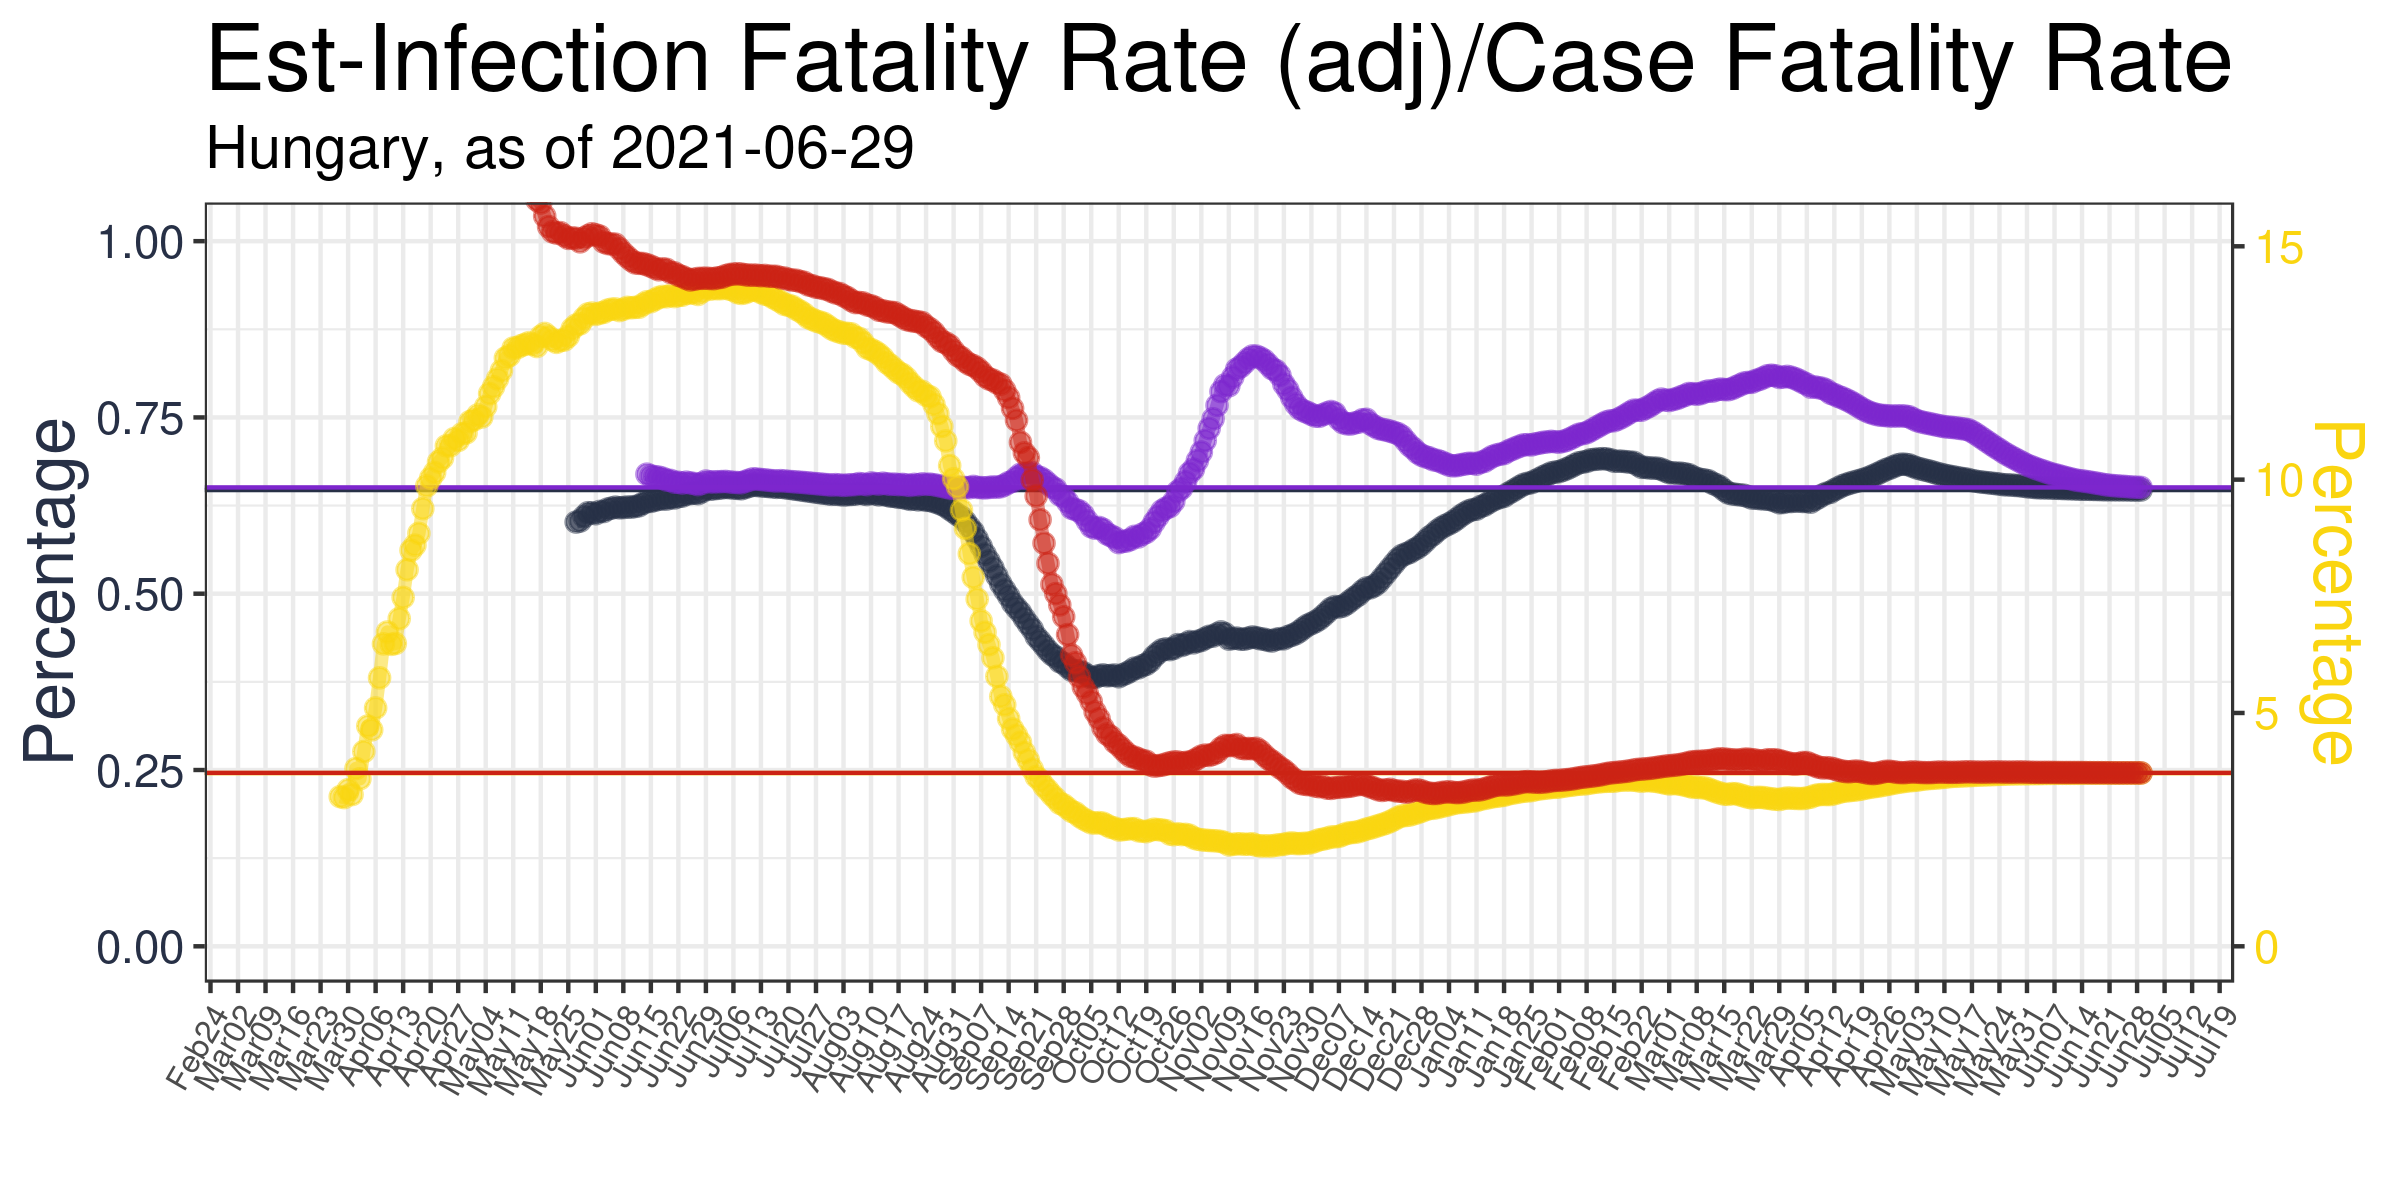 Est-Infection Fatality Rate (adj)/Case Fatality Rate
Hungary, as of 2021-06-29
Percentage
1.00
0.75
0.50
0.25
0.00
15
10
5
0
Percentage
Feb24
Mar02
Mar09
Mar16
Mar23
Mar30
Apr06
Apr13
Apr20
Apr27
May04
May11
May18
May25
Jun01
Jun08
Jun15
Jun22
Jun29
Jul06
Jul13
Jul20
Jul27
Aug03
Aug10
Aug17
Aug24
Aug31
Sep07
Sep14
Sep21
Sep28
Oct05
Oct12
Oct19
Oct26
Nov02
Nov09
Nov16
Nov23
Nov30
Dec07
Dec14
Dec21
Dec28
Jan04
Jan11
Jan18
Jan25
Feb01
Feb08
Feb15
Feb22
Mar01
Mar08
Mar15
Mar22
Mar29
Apr05
Apr12
Apr19
Apr26
May03
May10
May17
May24
May31
Jun07
Jun14
Jun21
Jun28
Jul05
Jul12
Jul19